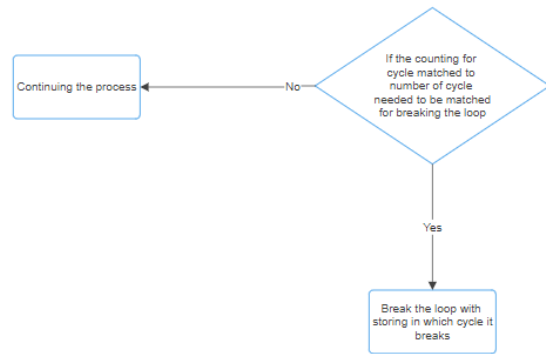 If the counting for
cycle matched to
number of cycle
needed to be matched
for breaking the loop
No
Continuing the process
Yes
Break the loop with
storing in which cycle it
breaks